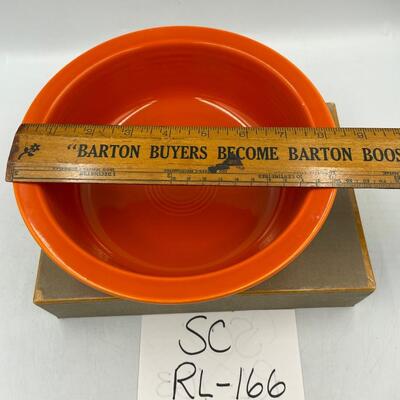 "BARTON BUYERS BECOME BARTON BOOS
SC
RL-166